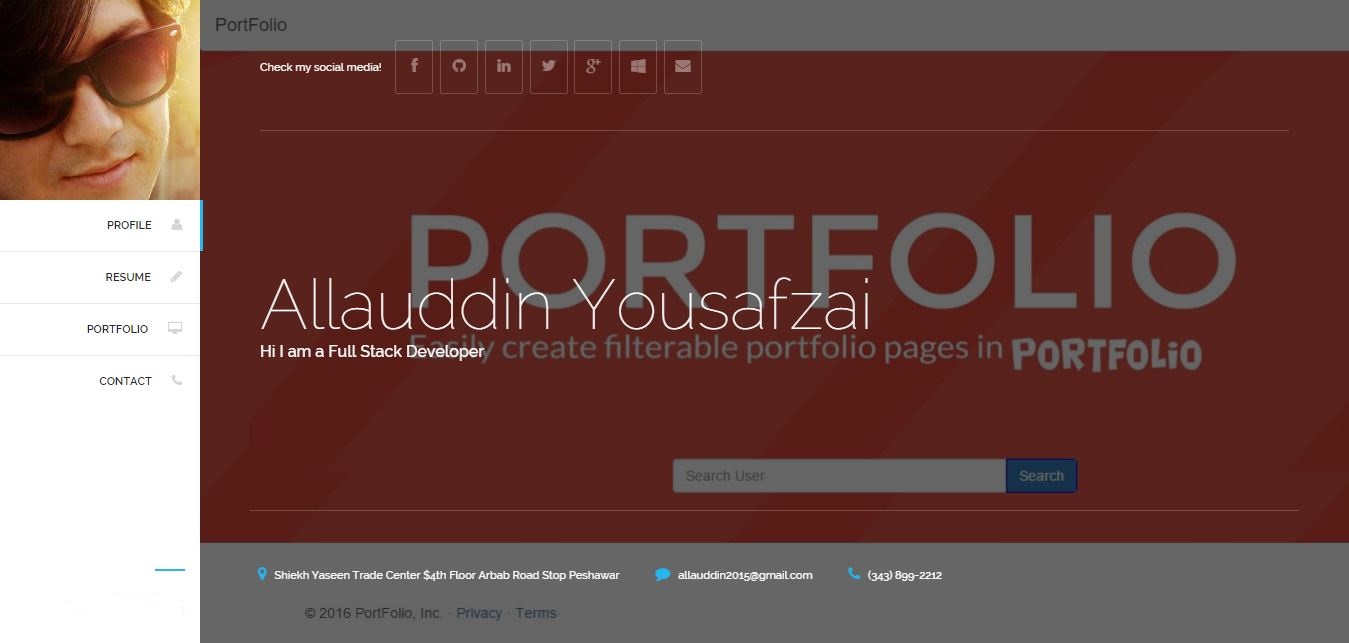 PortFolio
Check my social media!
PROFILE
RESUME
PORTFOLIO
CONTACT
PORTFOLIO
Allauddin Yousafzai
Easily create filterable portfolio pages in PORTFOLiO
Hi I am a Full Stack Developer
Search User
Search
Shiekh Yaseen Trade Center $4th Floor Arbab Road Stop Peshawar
allauddin2015@gmail.com
(343) 899-2212
© 2016 PortFolio, Inc. · Privacy · Terms